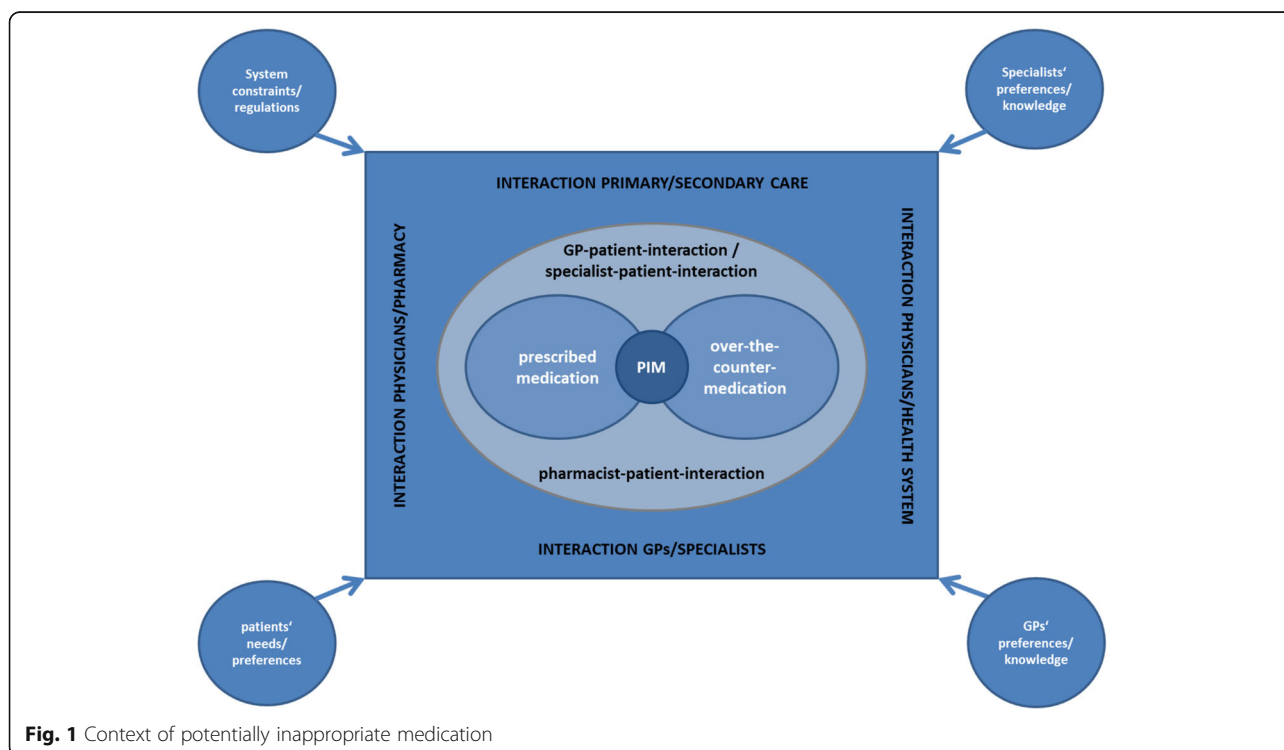 System
constraints/
regulations
Specialists‘
preferences/
knowledge
INTERACTION PRIMARY/SECONDARY CARE
INTERACTION PHYSICIANS/PHARMACY
GP-patient-interaction /
specialist-patient-interaction
prescribed
medication
PIM
over-the-
counter-
medication
pharmacist-patient-interaction
INTERACTION PHYSICIANS/HEALTH SYSTEM
INTERACTION GPs/SPECIALISTS
patients‘
needs/
preferences
GPs‘
preferences/
knowledge
Fig. 1 Context of potentially inappropriate medication